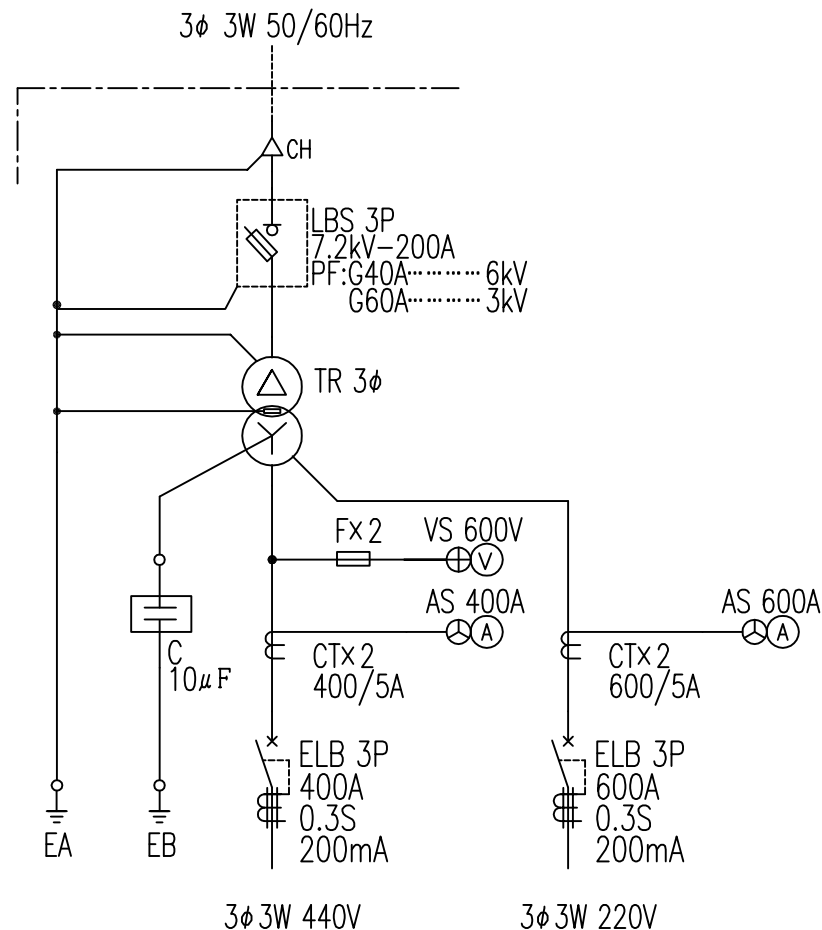 3φ 3W 50/60Hz
CH
LBS 3P
7.2kV-200A
PF:G40A⋯⋯⋯6kV
G60A⋯⋯⋯3kV
TR 3φ
F×2
VS 600V
V
AS 400A
A
AS 600A
A
C
10μF
CT×2
400/5A
CT×2
600/5A
ELB 3P
400A
0.3S
200mA
ELB 3P
600A
0.3S
200mA
EA
EB
3φ3W 440V
3φ3W 220V